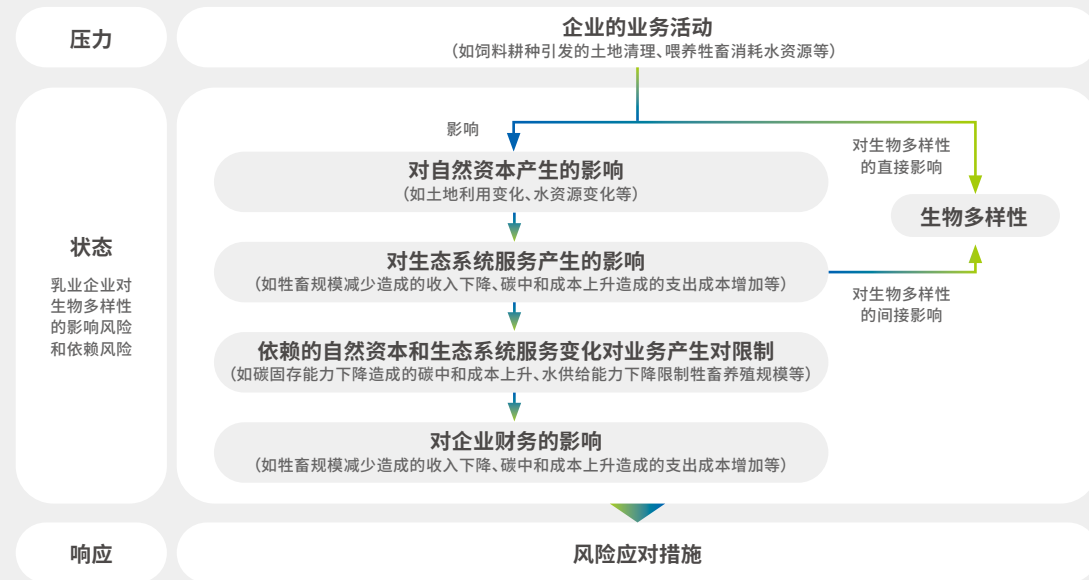 压力
企业的业务活动
（如饲料耕种引发的土地清理、喂养牲畜消耗水资源等）
影响
对生物多样性
的直接影响
对自然资本产生的影响
（如土地利用变化、水资源变化等）
生物多样性
状态
乳业企业对
生物多样性
的影响风险
和依赖风险
对生态系统服务产生的影响
（如牲畜规模减少造成的收入下降、碳中和成本上升造成的支出成本增加等）
对生物多样性
的间接影响
依赖的自然资本和生态系统服务变化对业务产生对限制
（如碳固存能力下降造成的碳中和成本上升、水供给能力下降限制牲畜养殖规模等）
对企业财务的影响
（如牲畜规模减少造成的收入下降、碳中和成本上升造成的支出成本增加等）
响应
风险应对措施